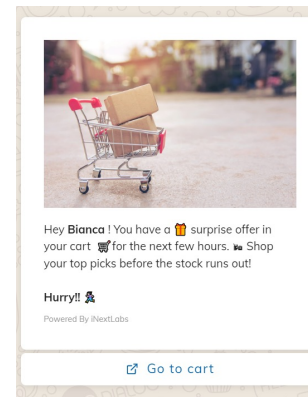 Hey Bianca ! You have a 🎁 surprise offer in
your cart 🛒 for the next few hours. 🛍 Shop
your top picks before the stock runs out!
Hurry!! 🏃
Powered By iNextLabs
Go to cart